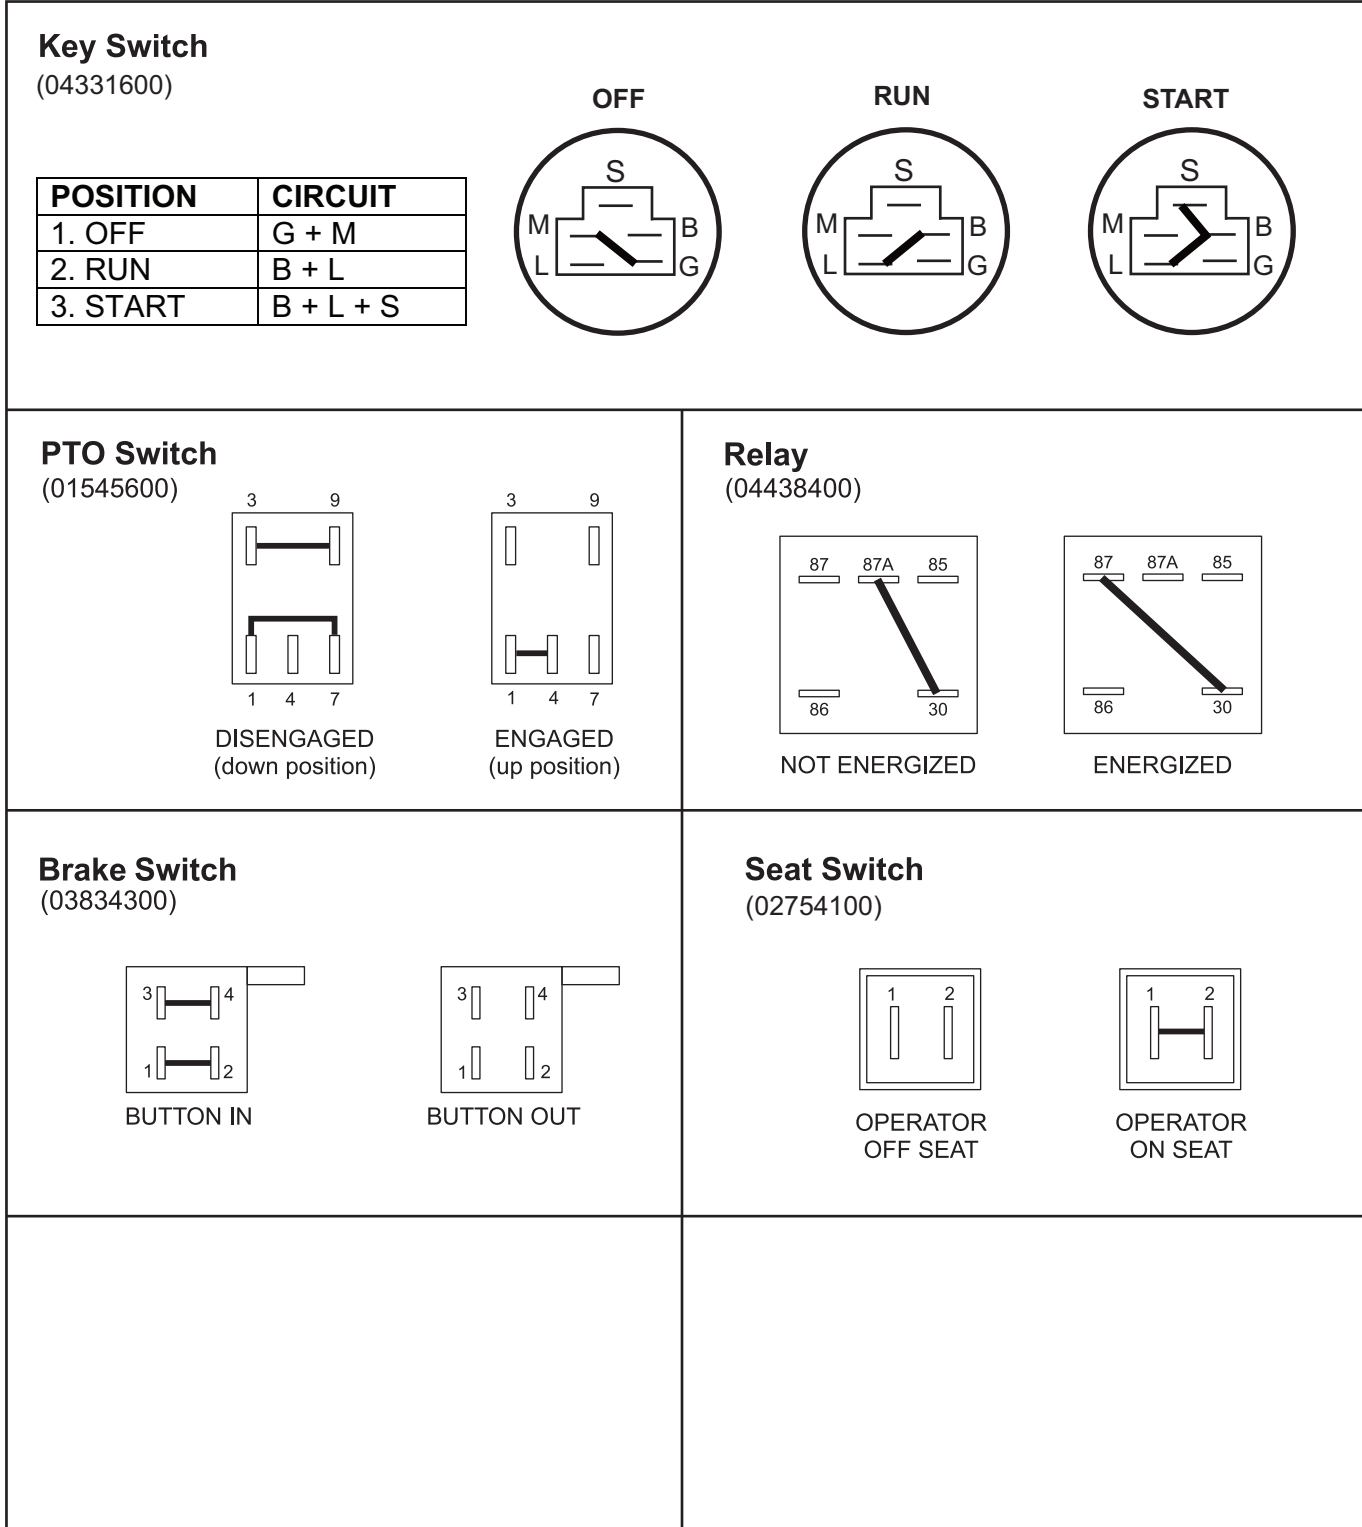 Key Switch
(04331600)
OFF
RUN
START
POSITION CIRCUIT
1. OFF G + M
2. RUN B + L
3. START B + L + S
S
M B
L G
S
M B
L G
S
M B
L G
PTO Switch
(01545600)
3 9
1 4 7
DISENGAGED
(down position)
3 9
1 4 7
ENGAGED
(up position)
Relay
(04438400)
87 87A 85
86 30
NOT ENERGIZED
87 87A 85
86 30
ENERGIZED
Brake Switch
(03834300)
3 4
1 2
BUTTON IN
3 4
1 2
BUTTON OUT
Seat Switch
(02754100)
1 2
OPERATOR
OFF SEAT
1 2
OPERATOR
ON SEAT